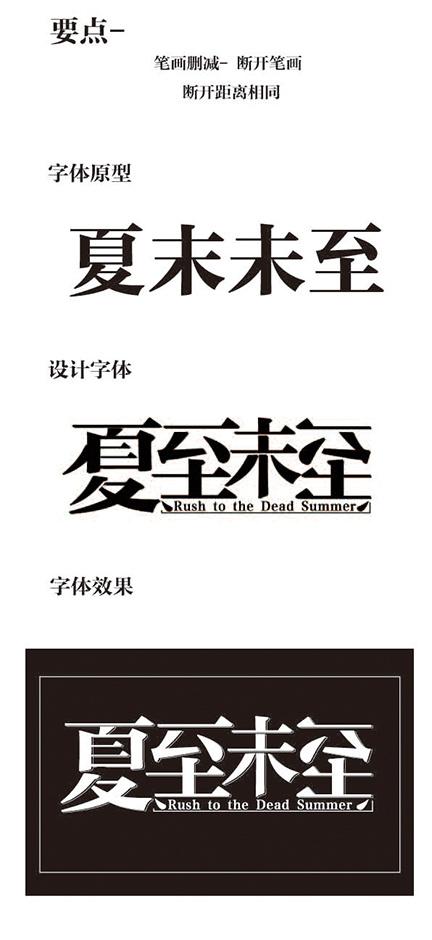 要点-
笔画删减- 断开笔画
断开距离相同
字体原型
夏末未至
设计字体
夏至未至
Rush to the Dead Summer
字体效果
夏至未至
Rush to the Dead Summer